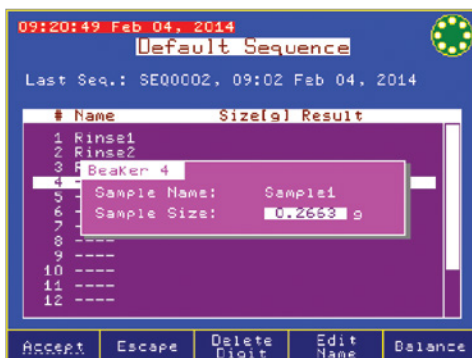 09:20:49 Feb 04, 2014
Default Sequence
Last Seq.: SEQ0002, 09:02 Feb 04, 2014
# Name Size[g] Result
1 Rinse1
2 Rinse2
3
Beaker 4
4
Sample Name: Sample1
5
Sample Size: 0.2663 g
6
7
8 ----
9 ----
10 ----
11 ----
12 ----
Accept Escape Delete Digit Edit Name Balance